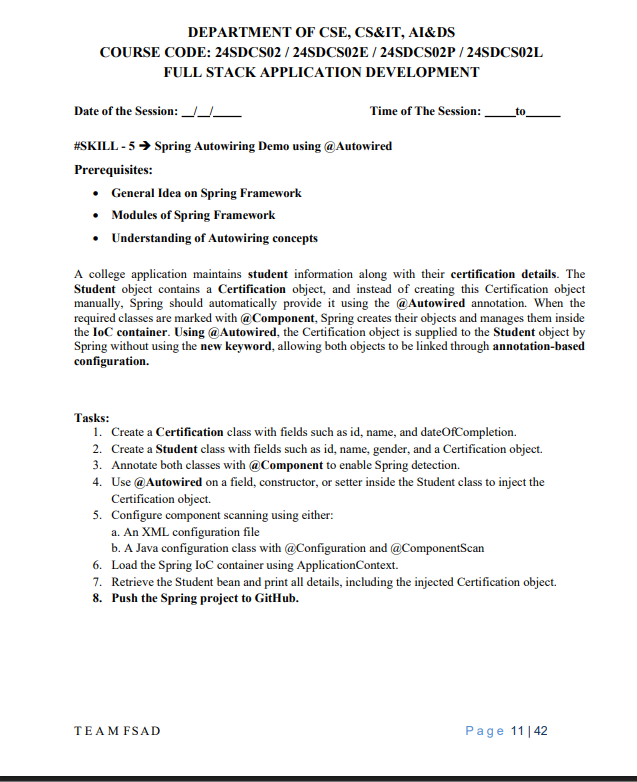 DEPARTMENT OF CSE, CS&IT, AI&DS
COURSE CODE: 24SDCS02 / 24SDCS02E / 24SDCS02P / 24SDCS02L
FULL STACK APPLICATION DEVELOPMENT
Date of the Session: __/__/____ Time of The Session: _____to_____
#SKILL - 5 ➔ Spring Autowiring Demo using @Autowired
Prerequisites:
• General Idea on Spring Framework
• Modules of Spring Framework
• Understanding of Autowiring concepts
A college application maintains student information along with their certification details. The
Student object contains a Certification object, and instead of creating this Certification object
manually, Spring should automatically provide it using the @Autowired annotation. When the
required classes are marked with @Component, Spring creates their objects and manages them inside
the IoC container. Using @Autowired, the Certification object is supplied to the Student object by
Spring without using the new keyword, allowing both objects to be linked through annotation-based
configuration.
Tasks:
1. Create a Certification class with fields such as id, name, and dateOfCompletion.
2. Create a Student class with fields such as id, name, gender, and a Certification object.
3. Annotate both classes with @Component to enable Spring detection.
4. Use @Autowired on a field, constructor, or setter inside the Student class to inject the
Certification object.
5. Configure component scanning using either:
a. An XML configuration file
b. A Java configuration class with @Configuration and @ComponentScan
6. Load the Spring IoC container using ApplicationContext.
7. Retrieve the Student bean and print all details, including the injected Certification object.
8. Push the Spring project to GitHub.
TEAM FSAD Page 11 | 42